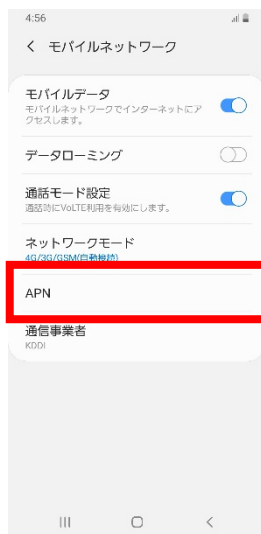 4:56
モバイルネットワーク
モバイルデータ
モバイルネットワークでインターネットにア
クセスします。
データローミング
通話モード設定
通話時にVoLTE利用を有効にします。
ネットワークモード
4G/3G/GSM(自動接続)
APN
通信事業者
KDDI